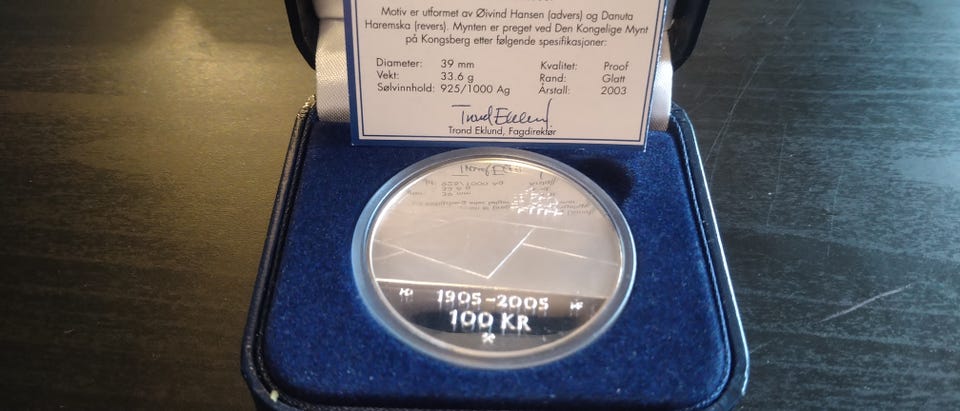 Motiv er utformet av Øivind Hansen (advers) og Danuta
Haremska (revers). Mynten er preget ved Den Kongelige Mynt
på Kongsberg etter følgende spesifikasjoner:
Diameter: 39 mm Kvalitet: Proof
Vekt: 33.6 g Rand: Glatt
Sølvinnhold: 925/1000 Ag Årstall: 2003
Trond Eklund
Trond Eklund, Fagdirektør
1905-2005
100 KR